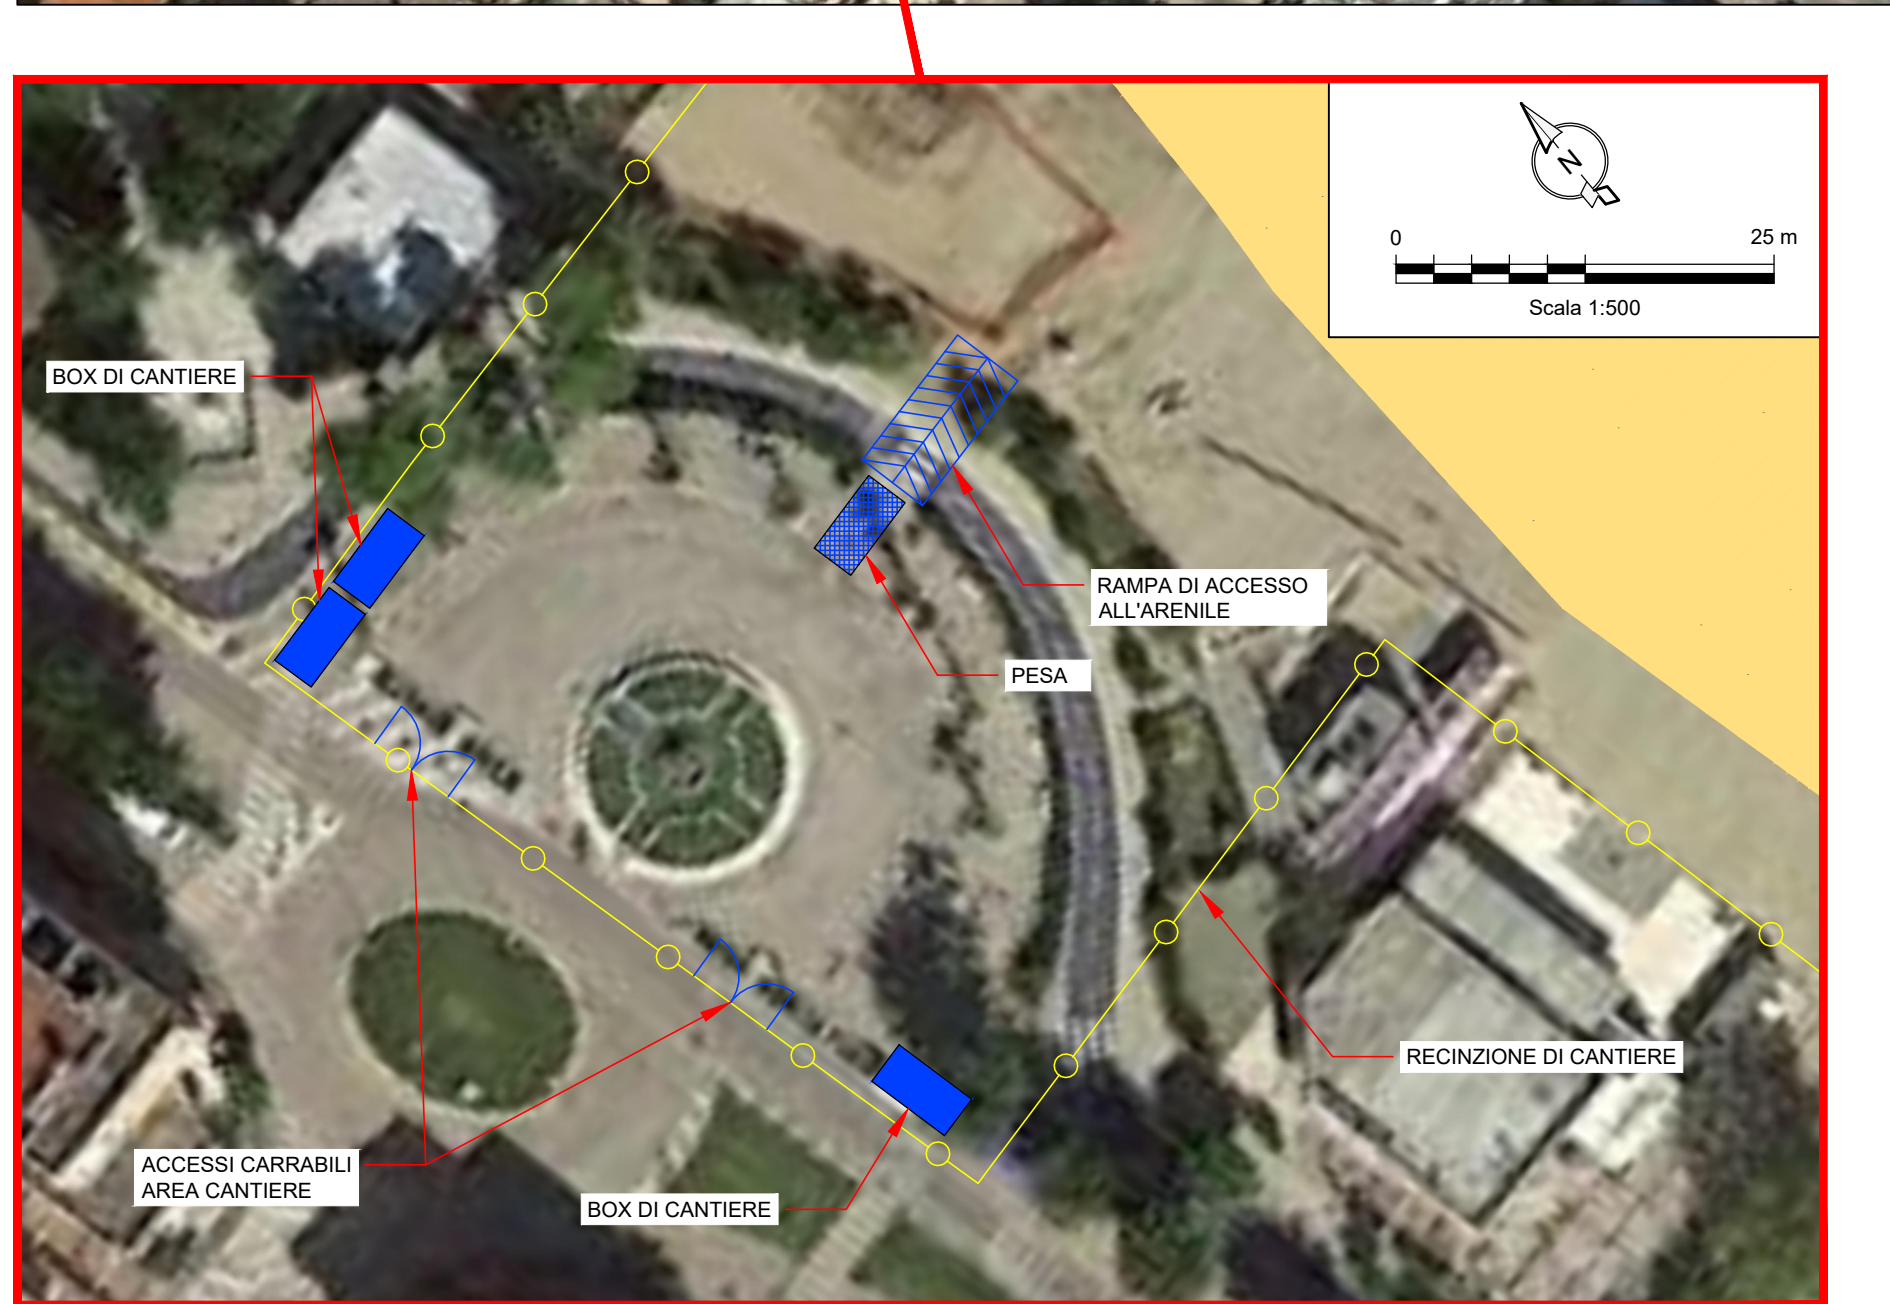 N
0 25 m
Scala 1:500
BOX DI CANTIERE
RAMPA DI ACCESSO
ALL'ARENILE
PESA
RECINZIONE DI CANTIERE
ACCESSI CARRABILI
AREA CANTIERE
BOX DI CANTIERE